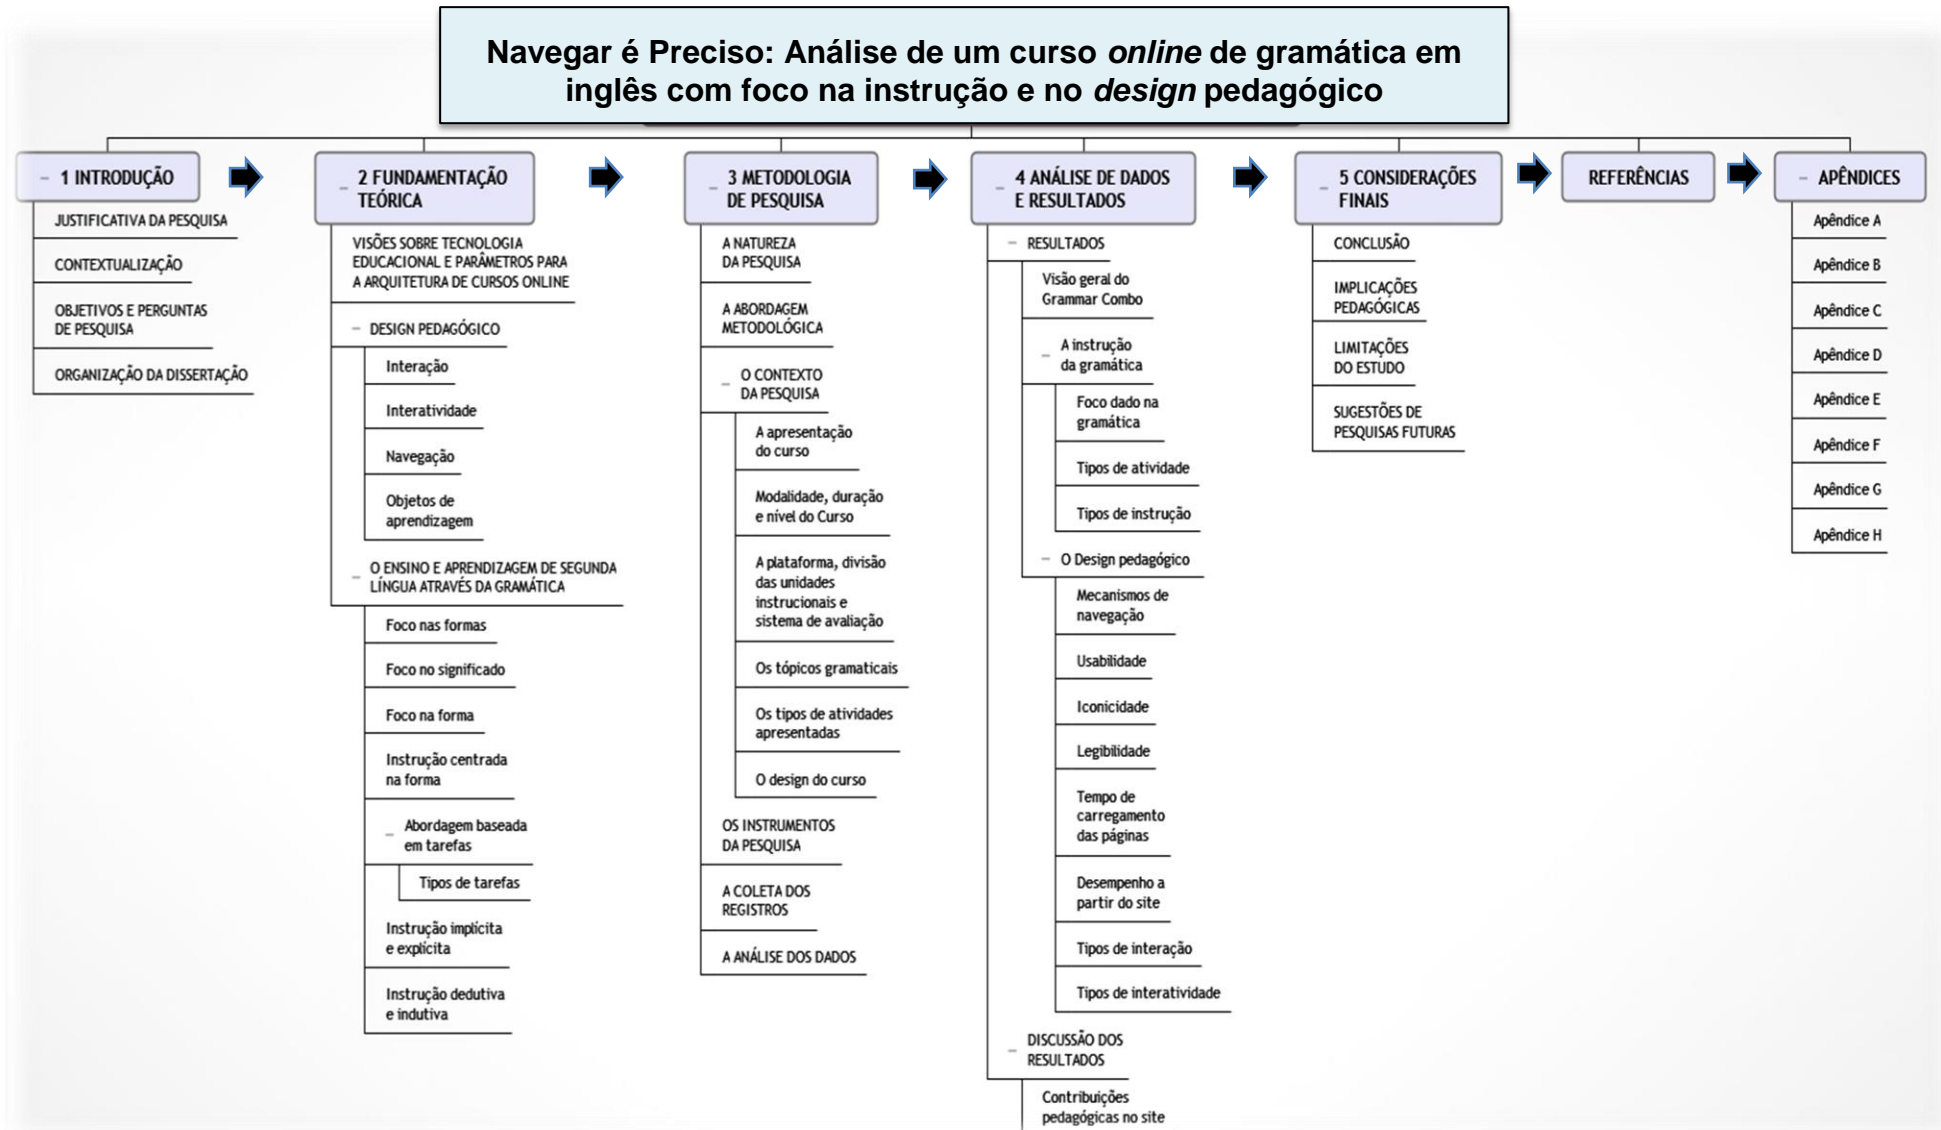 Navegar é Preciso: Análise de um curso online de gramática em
inglês com foco na instrução e no design pedagógico
1 INTRODUÇÃO
JUSTIFICATIVA DA PESQUISA
CONTEXTUALIZAÇÃO
OBJETIVOS E PERGUNTAS
DE PESQUISA
ORGANIZAÇÃO DA DISSERTAÇÃO
2 FUNDAMENTAÇÃO
TEÓRICA
VISÕES SOBRE TECNOLOGIA
EDUCACIONAL E PARÂMETROS PARA
A ARQUITETURA DE CURSOS ONLINE
DESIGN PEDAGÓGICO
Interação
Interatividade
Navegação
Objetos de
aprendizagem
O ENSINO E APRENDIZAGEM DE SEGUNDA
LÍNGUA ATRAVÉS DA GRAMÁTICA
Foco nas formas
Foco no significado
Foco na forma
Instrução centrada
na forma
Abordagem baseada
em tarefas
Tipos de tarefas
Instrução implícita
e explícita
Instrução dedutiva
e indutiva
3 METODOLOGIA
DE PESQUISA
A NATUREZA
DA PESQUISA
A ABORDAGEM
METODOLÓGICA
O CONTEXTO
DA PESQUISA
A apresentação
do curso
Modalidade, duração
e nível do Curso
A plataforma, divisão
das unidades
instrucionais e
sistema de avaliação
Os tópicos gramaticais
Os tipos de atividades
apresentadas
O design do curso
OS INSTRUMENTOS
DA PESQUISA
A COLETA DOS
REGISTROS
A ANÁLISE DOS DADOS
4 ANÁLISE DE DADOS
E RESULTADOS
RESULTADOS
Visão geral do
Grammar Combo
A instrução
da gramática
Foco dado na
gramática
Tipos de atividade
Tipos de instrução
O Design pedagógico
Mecanismos de
navegação
Usabilidade
Iconicidade
Legibilidade
Tempo de
carregamento
das páginas
Desempenho a
partir do site
Tipos de interação
Tipos de interatividade
DISCUSSÃO DOS
RESULTADOS
Contribuições
pedagógicas no site
5 CONSIDERAÇÕES
FINAIS
CONCLUSÃO
IMPLICAÇÕES
PEDAGÓGICAS
LIMITAÇÕES
DO ESTUDO
SUGESTÕES DE
PESQUISAS FUTURAS
REFERÊNCIAS
APÊNDICES
Apêndice A
Apêndice B
Apêndice C
Apêndice D
Apêndice E
Apêndice F
Apêndice G
Apêndice H